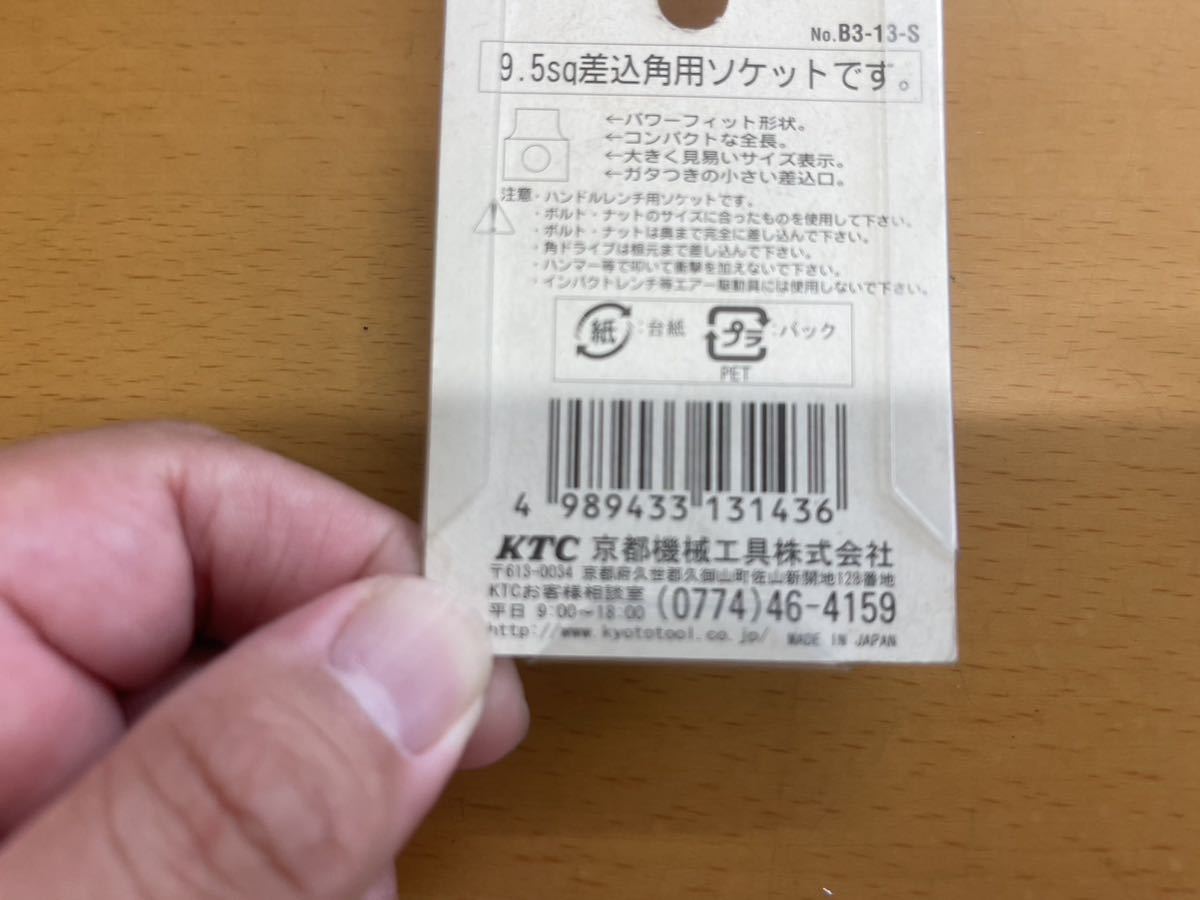 No.B3-13-S
9.5sq差込角用ソケットです。
←パワーフィット形状。
←コンパクトな全長。
←大きく見易いサイズ表示。
←ガタつきの小さい差込口。
注意・ハンドルレンチ用ソケットです。
・ボルト・ナットのサイズに合ったものを使用して下さい。
・ボルト・ナットは奥まで完全に差し込んで下さい。
・角ドライブは根元まで差し込んで下さい。
・ハンマー等で叩いて衝撃を加えないで下さい。
・インパクトレンチ等エアー駆動具には使用しないで下さい。
紙:台紙 プラ:パック
PET
4 989433 131436
KTC 京都機械工具株式会社
〒613-0034 京都府久世郡久御山町佐山新開地128番地
KTCお客様相談室
平日 9:00~18:00 (0774)46-4159
http://www.kyototool.co.jp/ MADE IN JAPAN